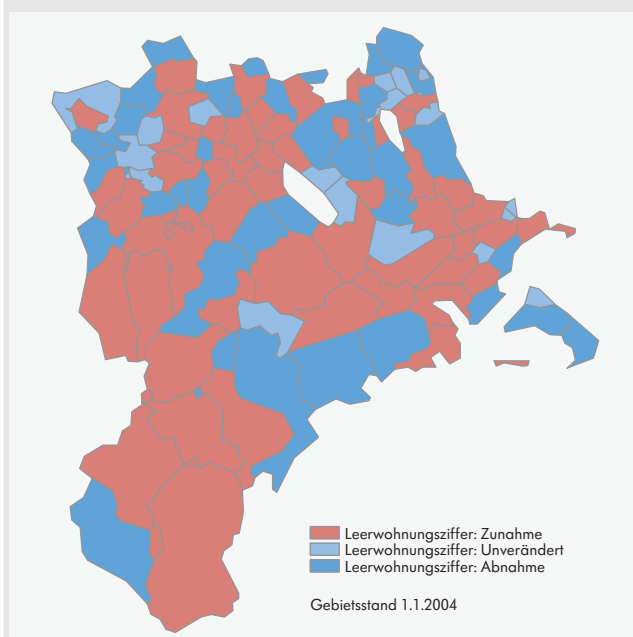 Leerwohnungsziffer: Zunahme
Leerwohnungsziffer: Unverändert
Leerwohnungsziffer: Abnahme
Gebietsstand 1.1.2004